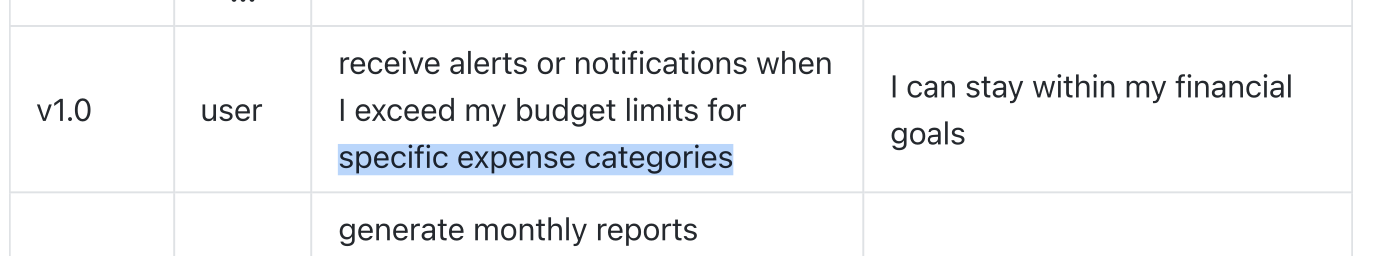 v1.0
user
receive alerts or notifications when
I exceed my budget limits for
specific expense categories
I can stay within my financial
goals
generate monthly reports